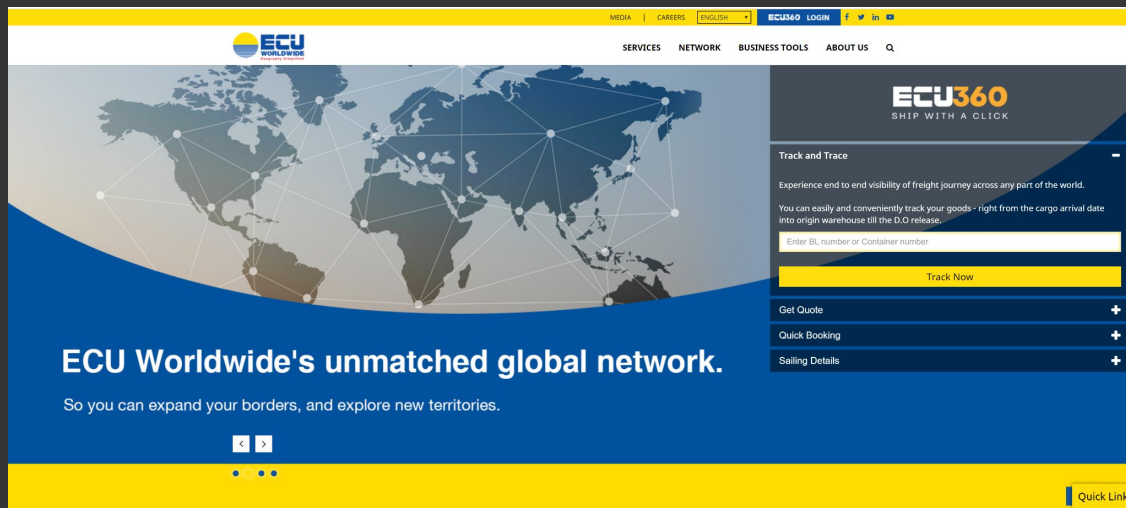 MEDIA | CAREERS ENGLISH ECU360 LOGIN
ECU
WORLDWIDE
Geography Simplified
SERVICES NETWORK BUSINESS TOOLS ABOUT US
ECU360
SHIP WITH A CLICK
Track and Trace
Experience end to end visibility of freight journey across any part of the world.
You can easily and conveniently track your goods - right from the cargo arrival date
into origin warehouse till the D.O release.
Enter BL number or Container number
Track Now
Get Quote
Quick Booking
Sailing Details
ECU Worldwide's unmatched global network.
So you can expand your borders, and explore new territories.
Quick Link